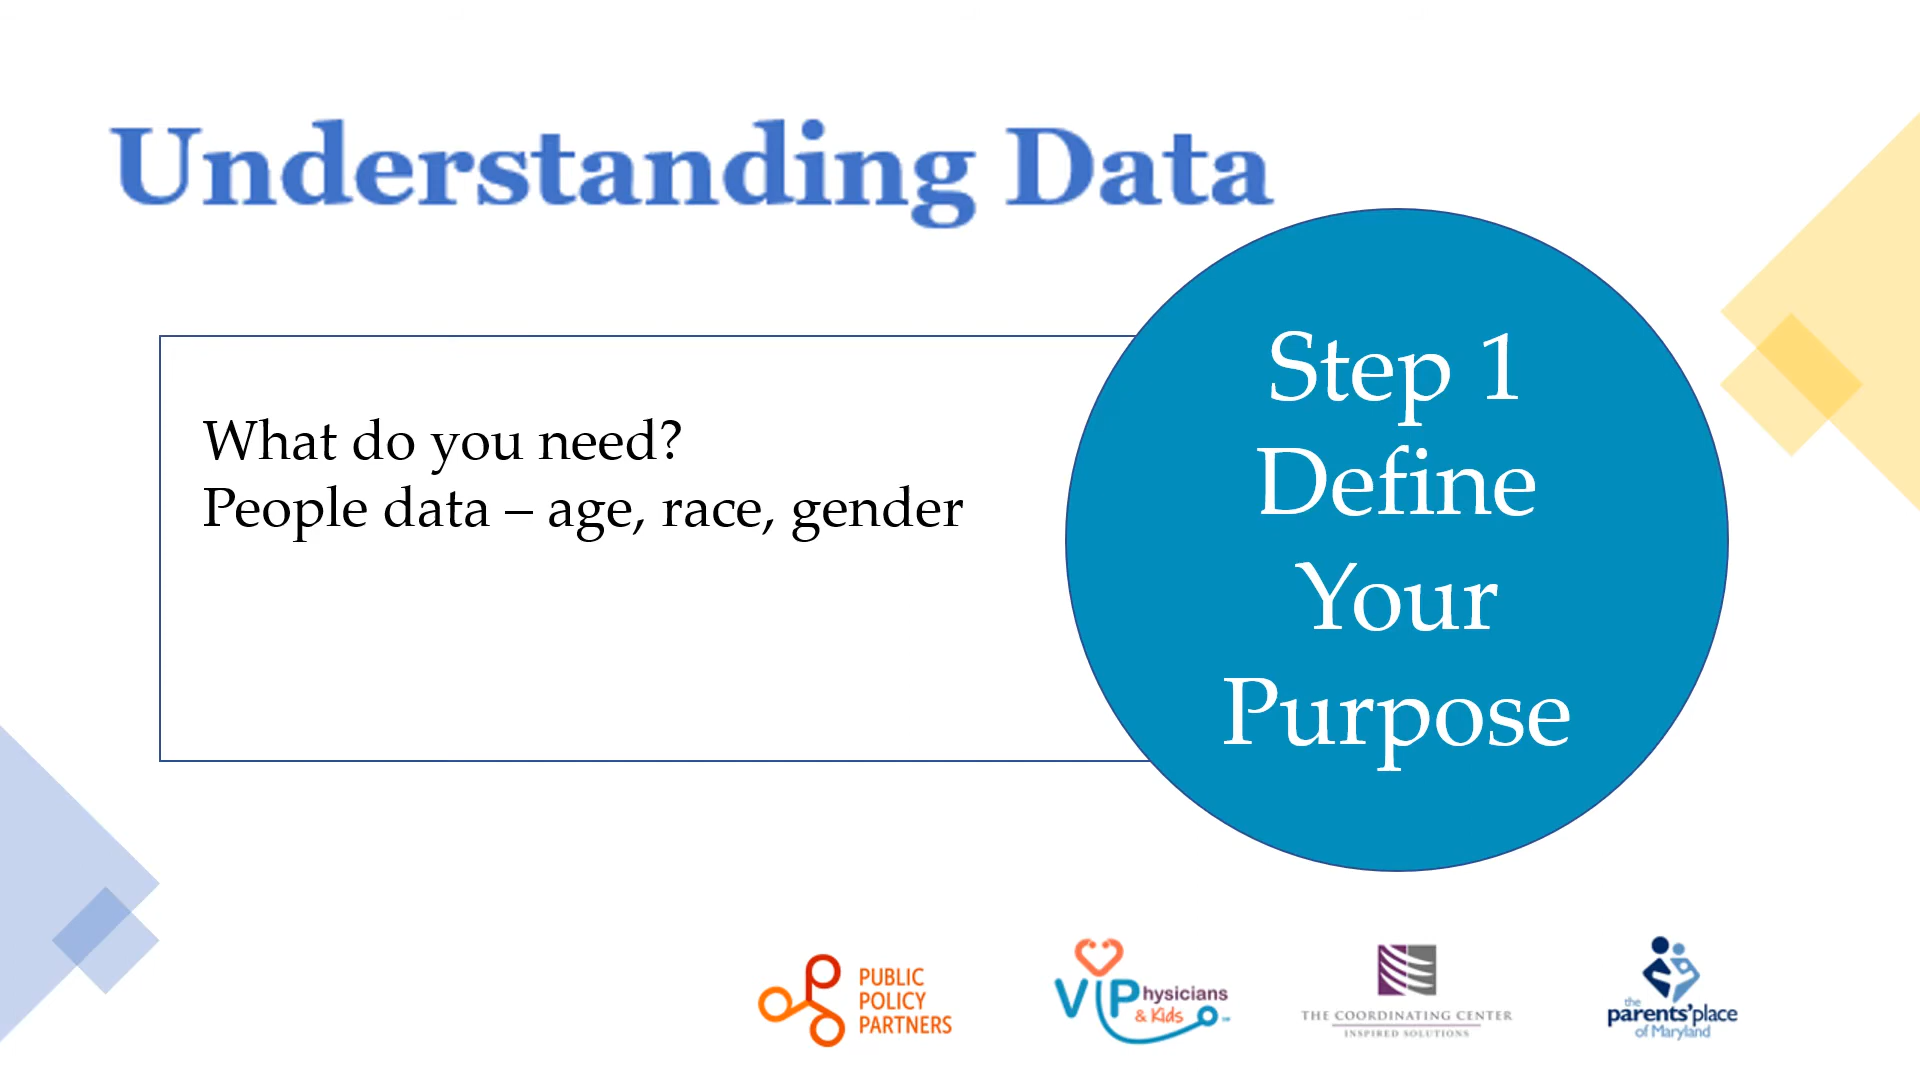 Understanding Data
What do you need?
People data – age, race, gender
Step 1
Define
Your
Purpose
PUBLIC
POLICY
PARTNERS
VIPhysicians
& Kids
THE COORDINATING CENTER
INSPIRED SOLUTIONS
the
parents'place
of Maryland